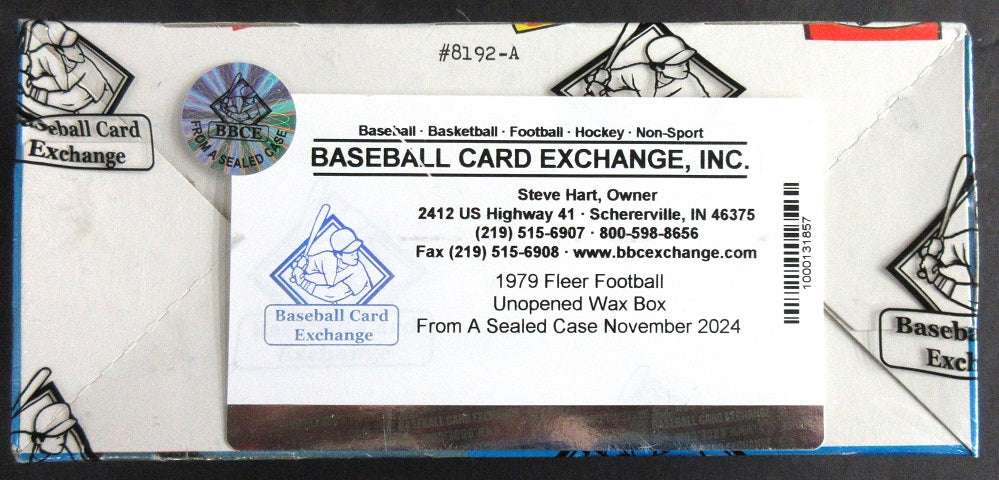 #8192-A
BBCE
FROM A SEALED CASE
Baseball Card
Exchange
Baseball · Basketball · Football · Hockey · Non-Sport
BASEBALL CARD EXCHANGE, INC.
Steve Hart, Owner
2412 US Highway 41 · Schererville, IN 46375
(219) 515-6907 · 800-598-8656
Fax (219) 515-6908 · www.bbcexchange.com
1979 Fleer Football
Unopened Wax Box
From A Sealed Case November 2024
1000131857
Baseball Card
Exchange
Baseba
Exch
BASEBALL CARD EXCHANGE